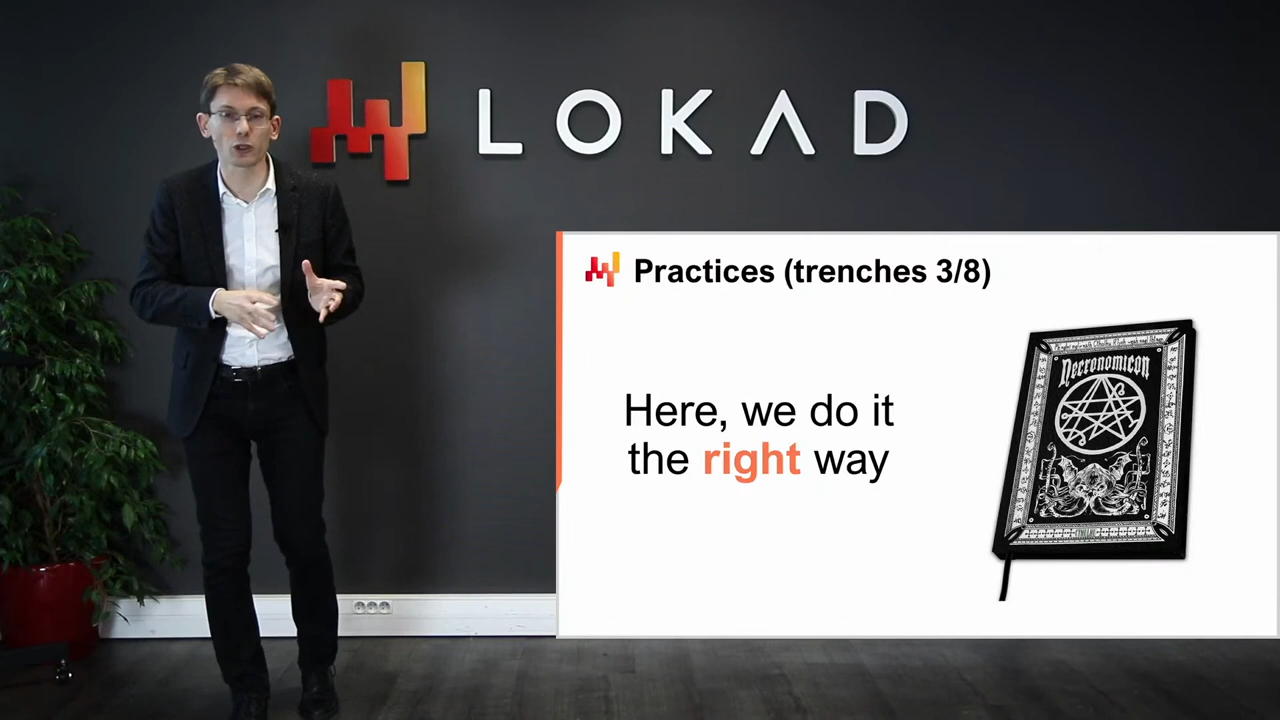 LOKAD
Practices (trenches 3/8)
Here, we do it
the right way
Necronomicon